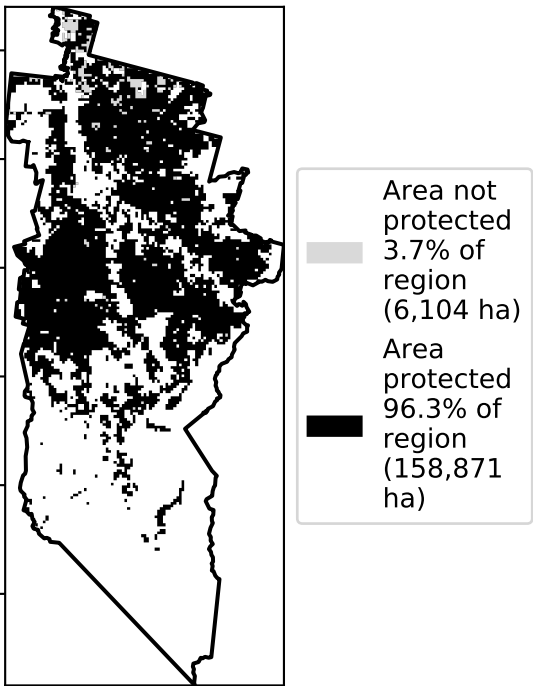 Area not
protected
3.7% of
region
(6,104 ha)
Area
protected
96.3% of
region
(158,871
ha)